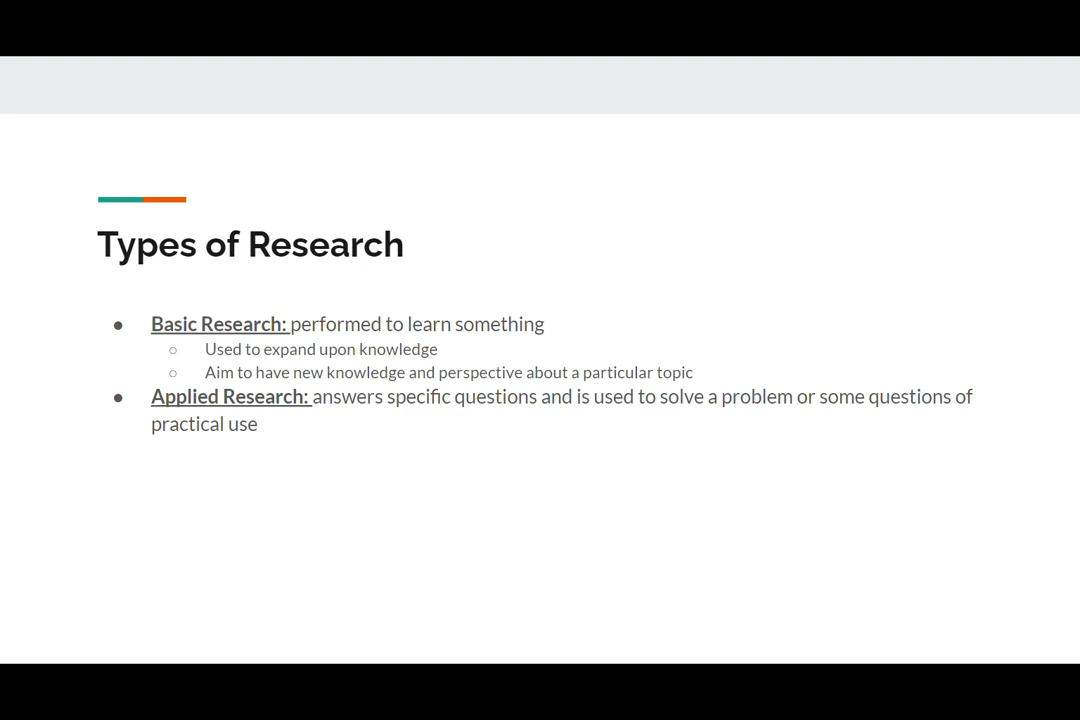 Types of Research
● Basic Research: performed to learn something
○ Used to expand upon knowledge
○ Aim to have new knowledge and perspective about a particular topic
● Applied Research: answers specific questions and is used to solve a problem or some questions of
practical use